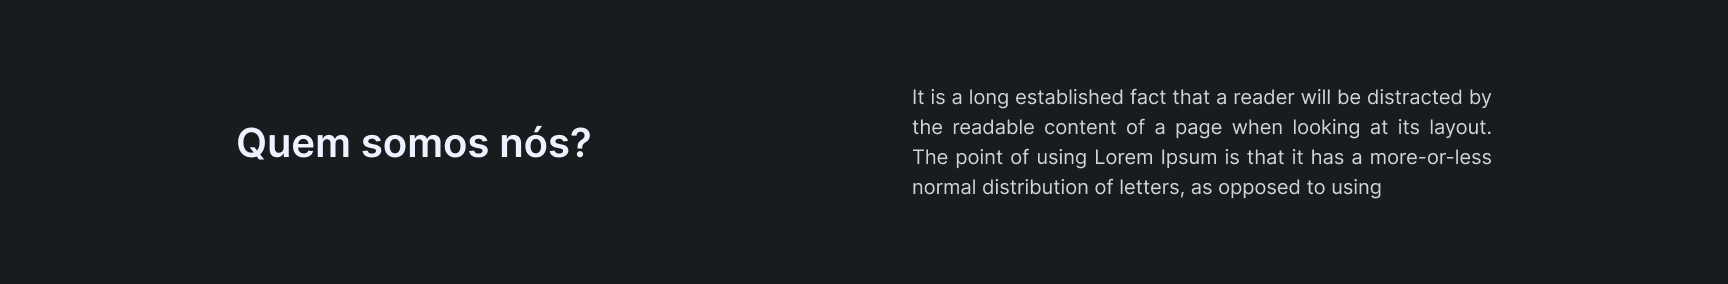 Quem somos nós?
It is a long established fact that a reader will be distracted by
the readable content of a page when looking at its layout.
The point of using Lorem Ipsum is that it has a more-or-less
normal distribution of letters, as opposed to using